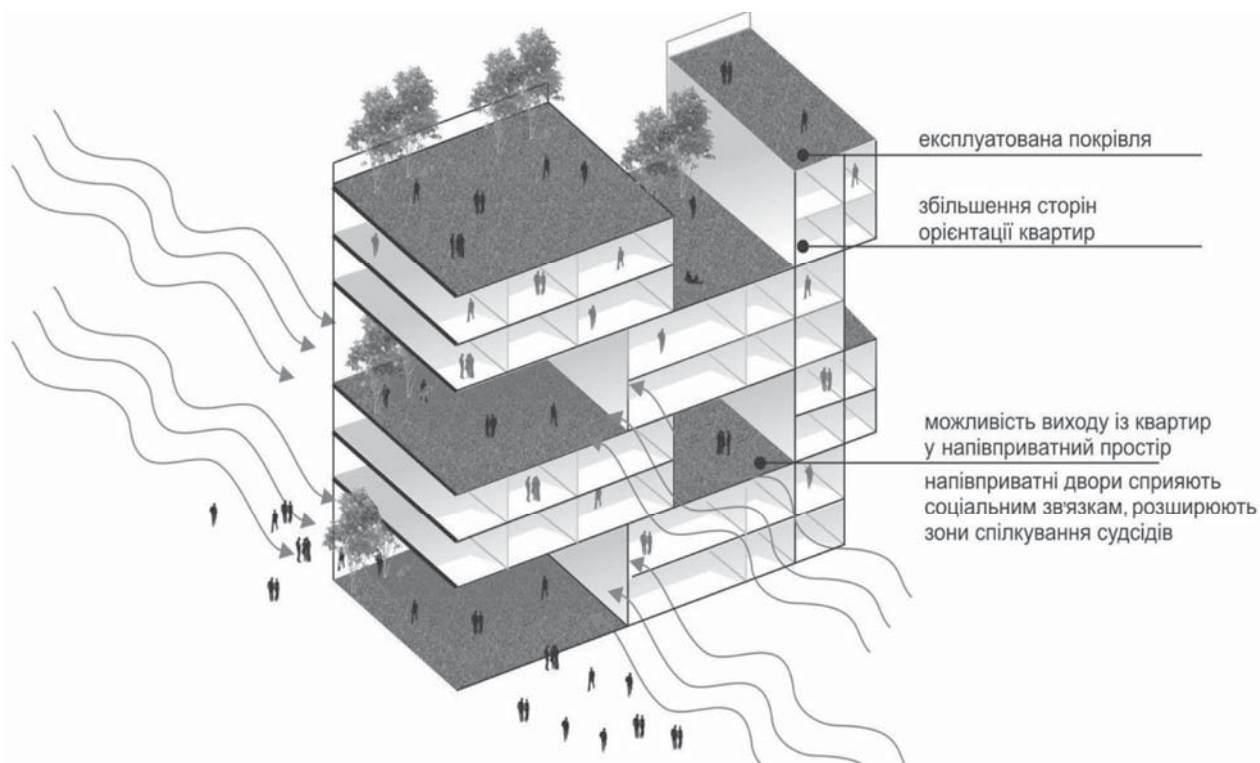 експлуатована покрівля
збільшення сторін
орієнтації квартир
можливість виходу із квартир
у напівприватний простір
напівприватні двори сприяють
соціальним зв'язкам, розширюють
зони спілкування судсідів